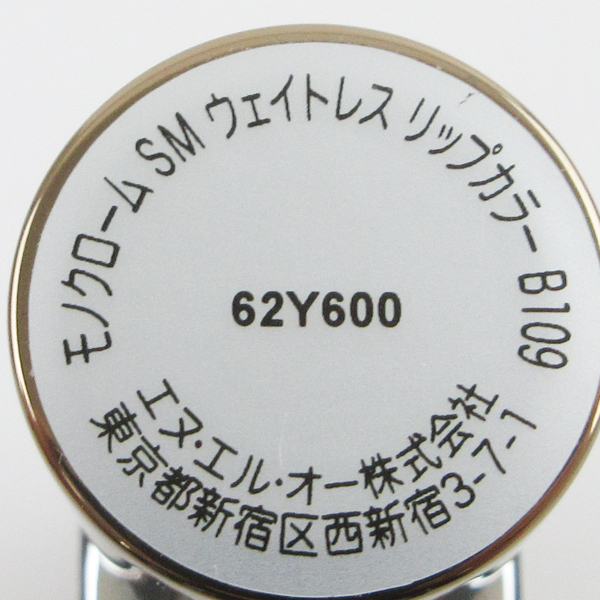 モノクローム SM ウェイトレス リップカラー B109
62Y600
エヌ・エル・オー株式会社
東京都新宿区西新宿3-7-1